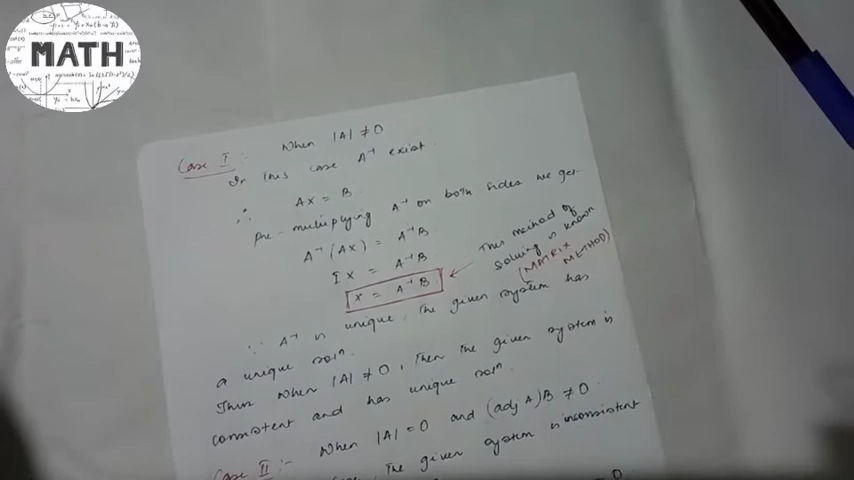 MATH
Case I :- When |A| ≠ 0
In this case A⁻¹ exist.
∴ AX = B
Pre-multiplying A⁻¹ on both sides we get
A⁻¹(AX) = A⁻¹B
IX = A⁻¹B
X = A⁻¹B
This method of
solving is known
(MATRIX METHOD)
∵ A⁻¹ is unique. The given system has
a unique soln.
Thus when |A| ≠ 0, then the given system is
consistent and has unique soln.
Case II :- When |A| = 0 and (adj A)B ≠ 0
The given system is inconsistent